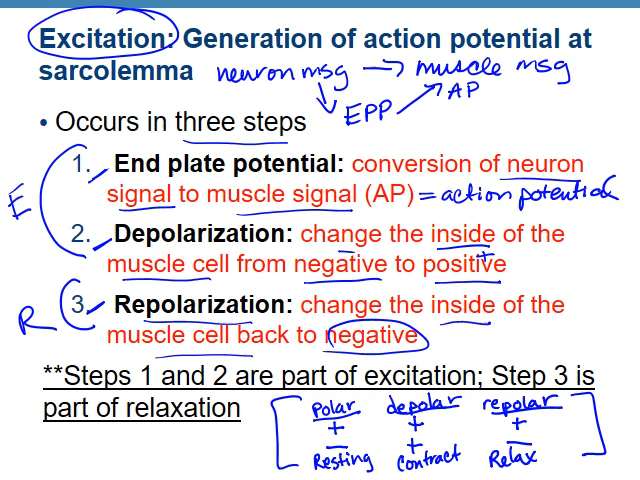 Excitation: Generation of action potential at
sarcolemma neuron msg → muscle msg
EPP AP
• Occurs in three steps
1. End plate potential: conversion of neuron
E signal to muscle signal (AP) = action potential
2. Depolarization: change the inside of the
muscle cell from negative to positive
− +
3. Repolarization: change the inside of the
R muscle cell back to negative
**Steps 1 and 2 are part of excitation; Step 3 is
part of relaxation
polar depolar repolar
+ + +
− + −
Resting contract Relax